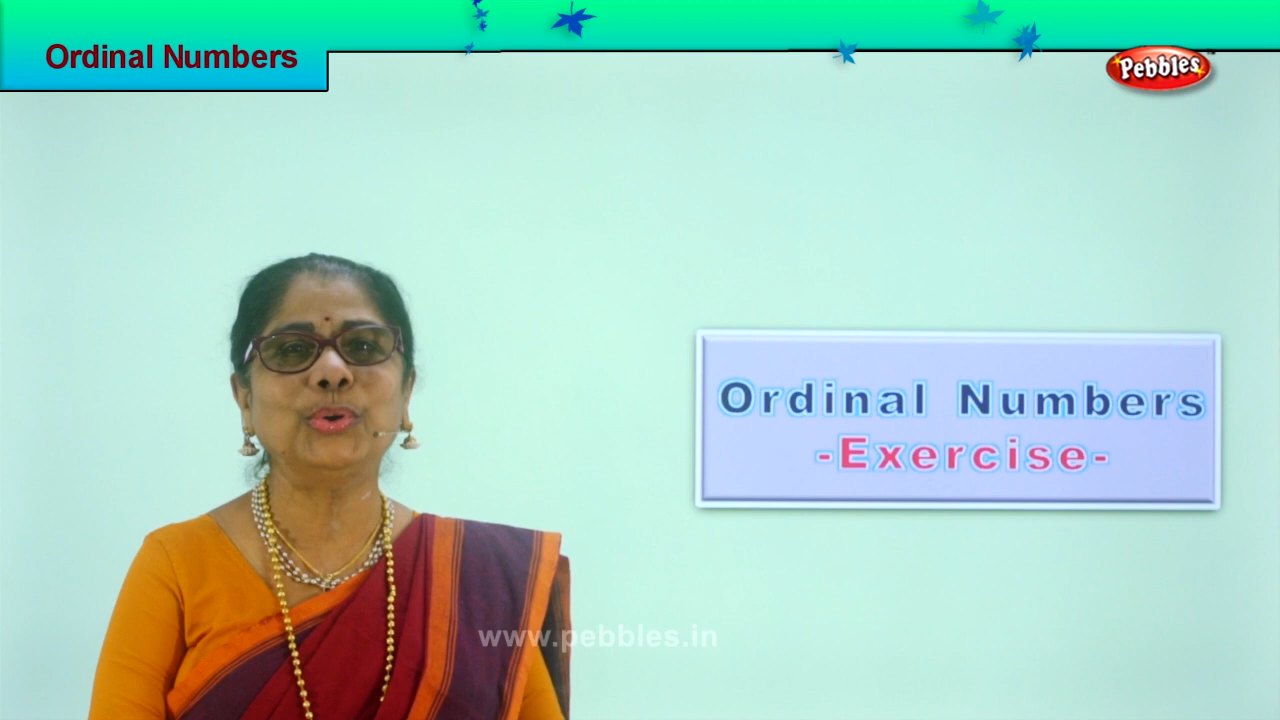 Ordinal Numbers
Pebbles
Ordinal Numbers
-Exercise-
www.pebbles.in